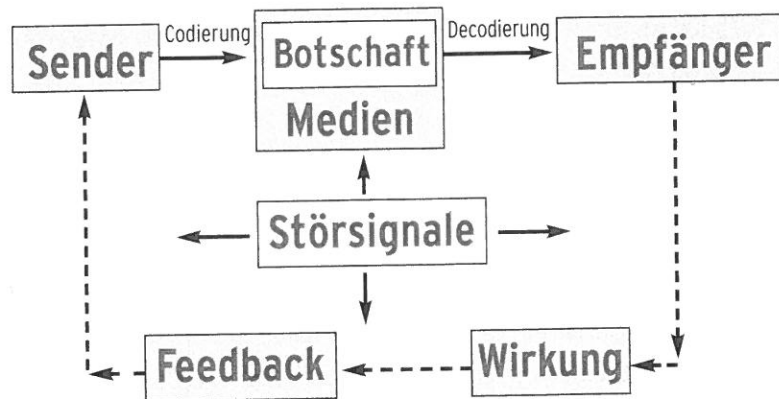 Sender
Codierung
Botschaft
Medien
Decodierung
Empfänger
Störsignale
Feedback
Wirkung